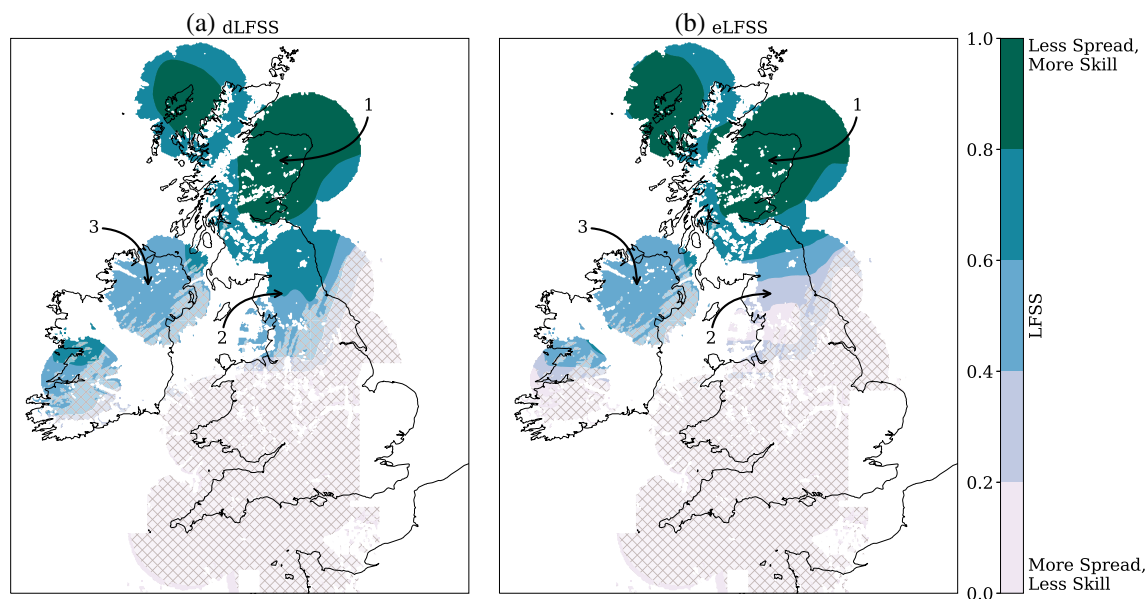 (a) dLFSS
(b) eLFSS
1
2
3
1
2
3
1.0
0.8
0.6
0.4
0.2
0.0
Less Spread,
More Skill
LFSS
More Spread,
Less Skill